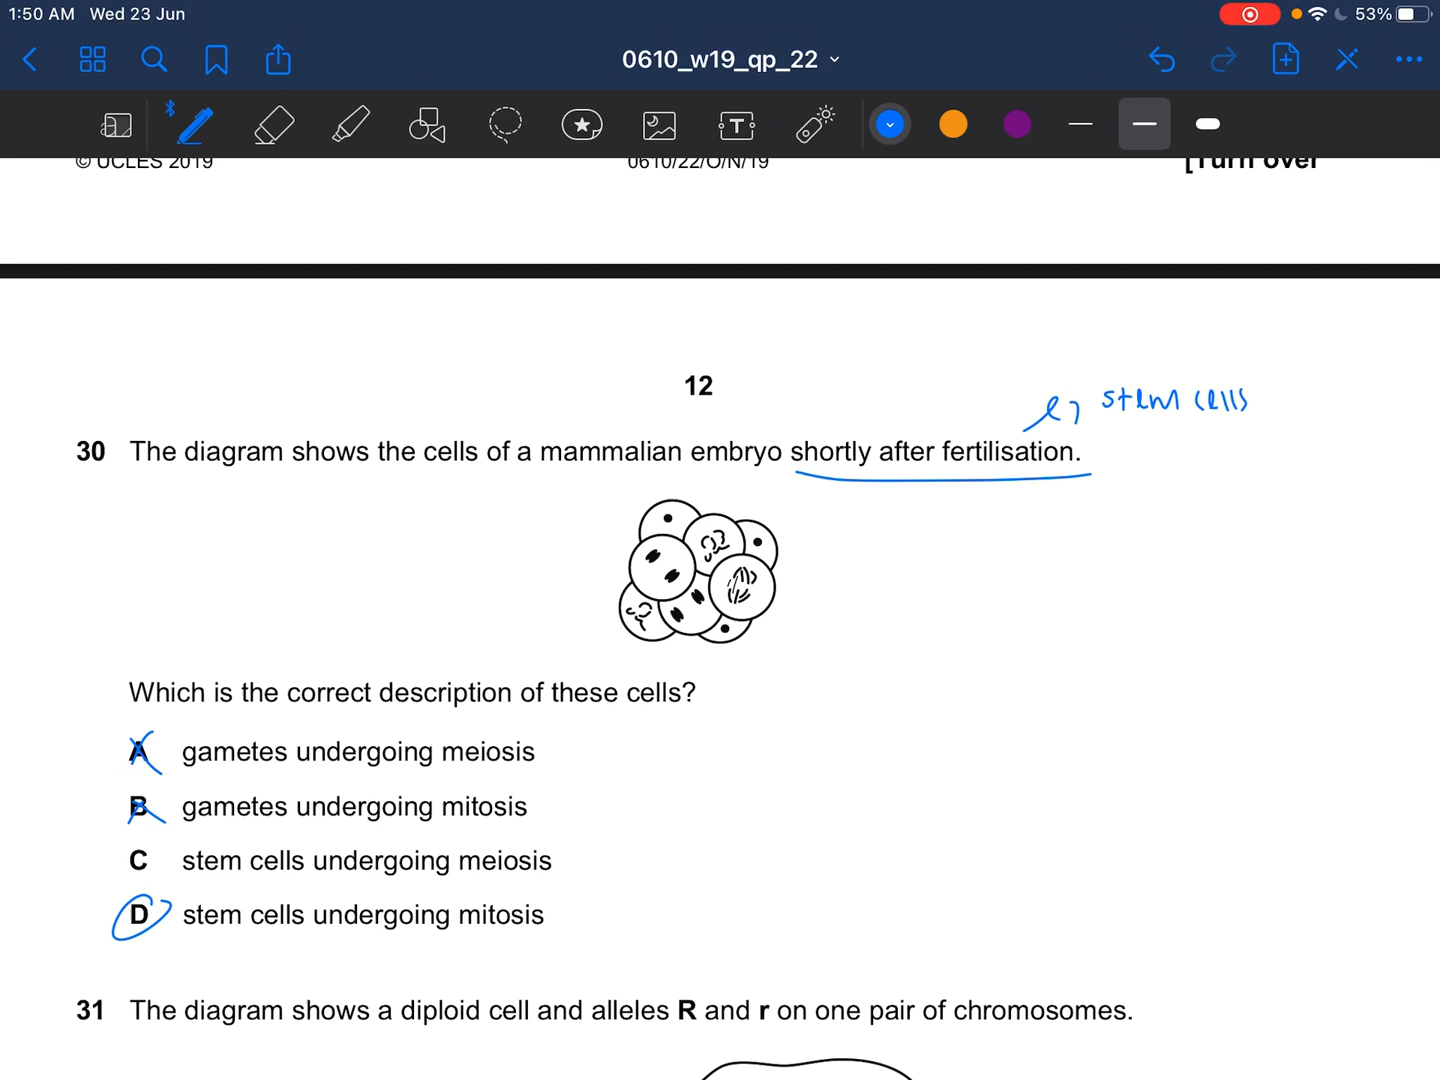 1:50 AM Wed 23 Jun 53%
0610_w19_qp_22
T
© UCLES 2019 0610/22/O/N/19 [Turn over
12
stem cells
30 The diagram shows the cells of a mammalian embryo shortly after fertilisation.
Which is the correct description of these cells?
A gametes undergoing meiosis
B gametes undergoing mitosis
C stem cells undergoing meiosis
D stem cells undergoing mitosis
31 The diagram shows a diploid cell and alleles R and r on one pair of chromosomes.